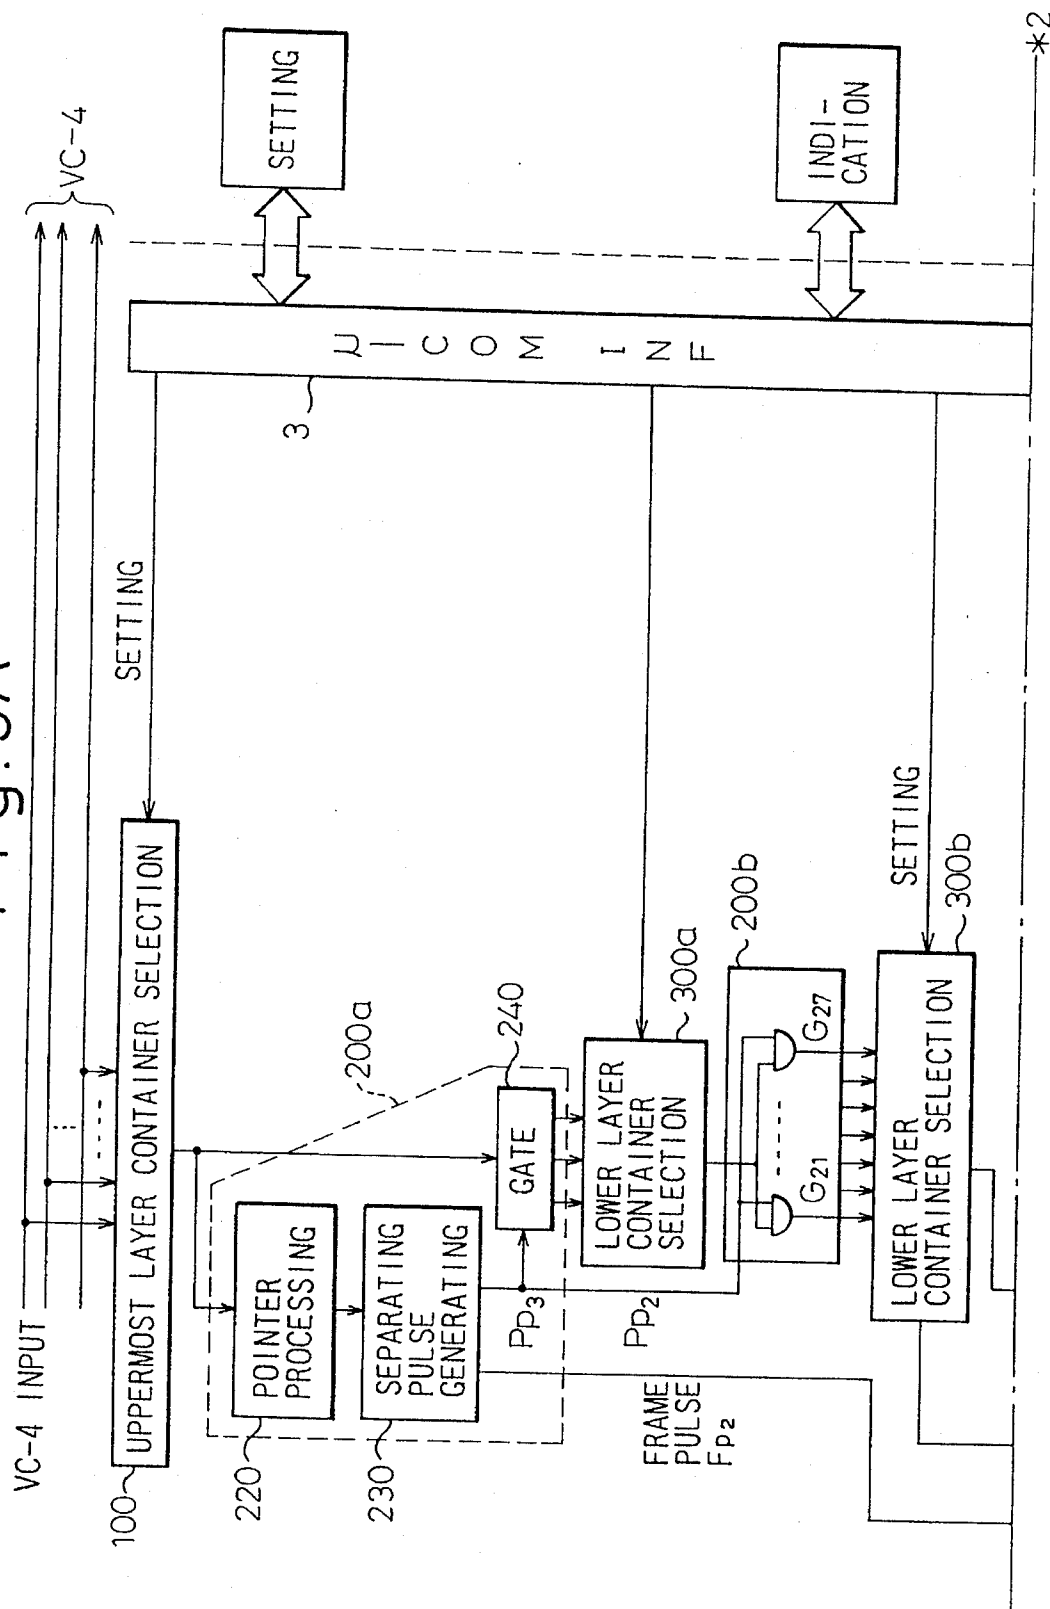 VC-4 INPUT
VC-4
100
UPPERMOST LAYER CONTAINER SELECTION
SETTING
SETTING
220
POINTER
PROCESSING
200a
230
SEPARATING
PULSE
GENERATING
240
GATE
3
μICOM INF
Pp3
Pp2
LOWER LAYER
CONTAINER
SELECTION
300a
FRAME
PULSE
Fp2
200b
G21
G27
INDI-
CATION
SETTING
LOWER LAYER
CONTAINER SELECTION
300b
*2